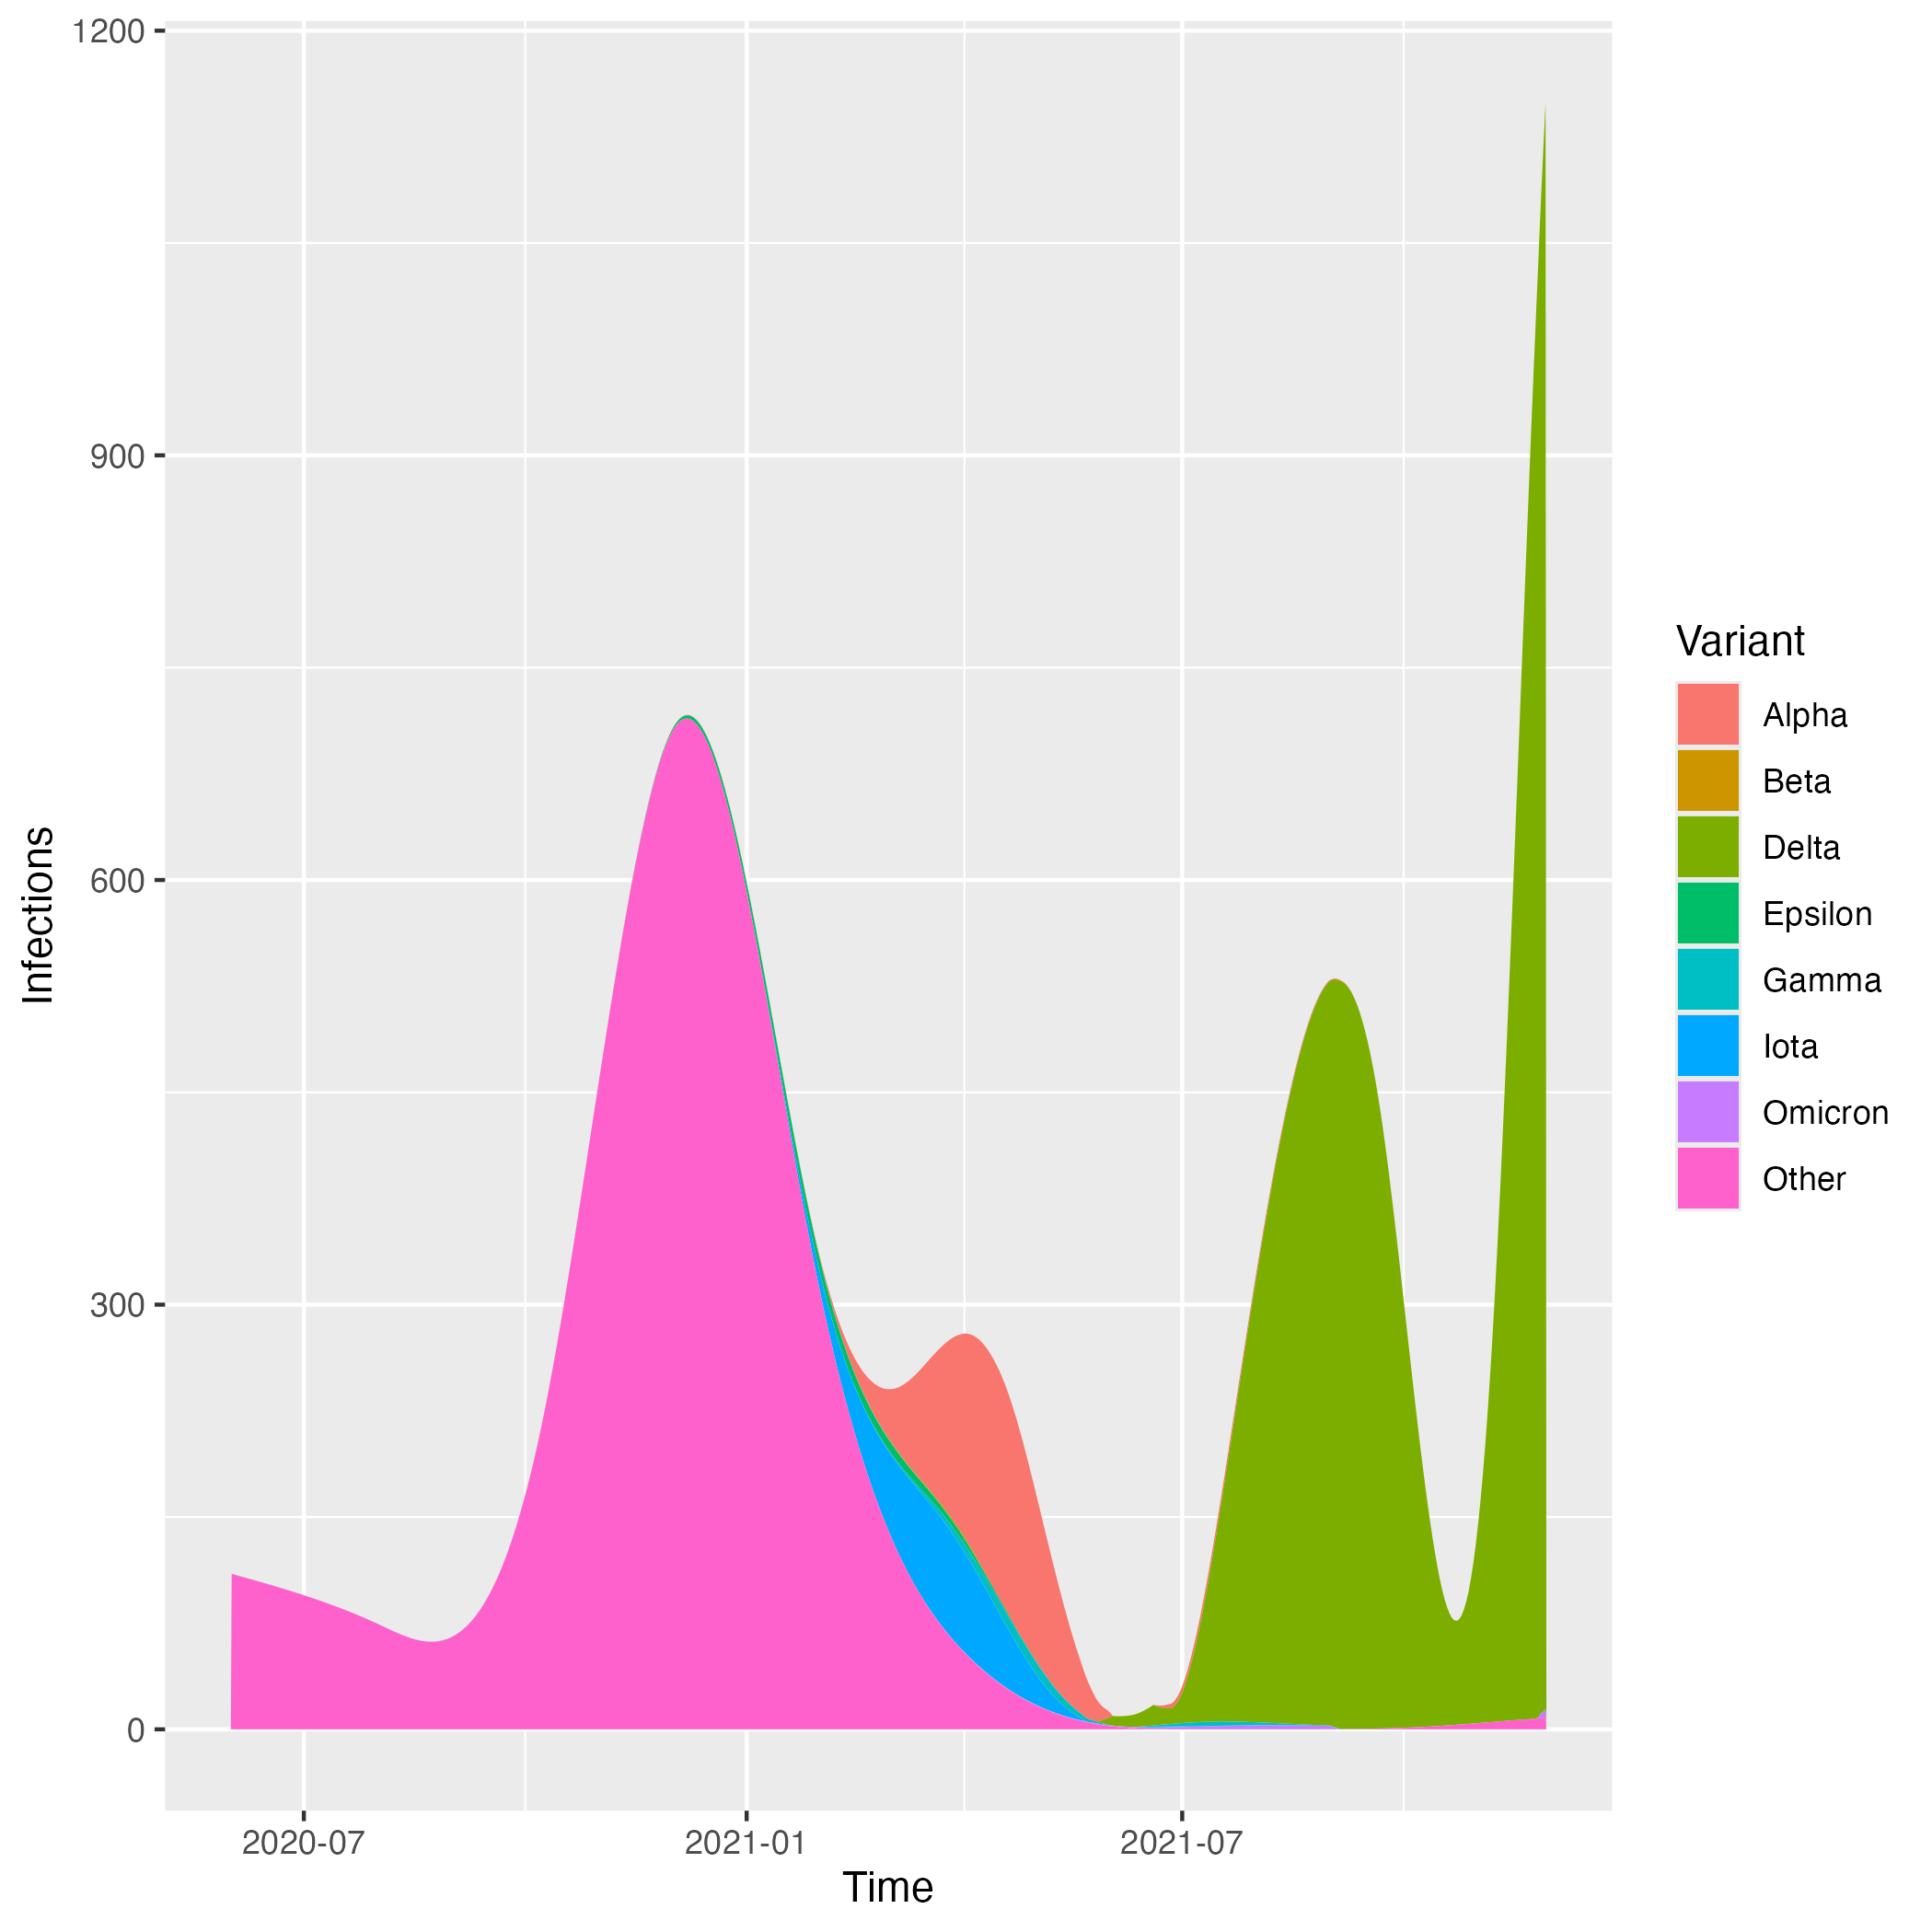 1200
900
600
300
0
Infections
2020-07
2021-01
2021-07
Time
Variant
Alpha
Beta
Delta
Epsilon
Gamma
Iota
Omicron
Other